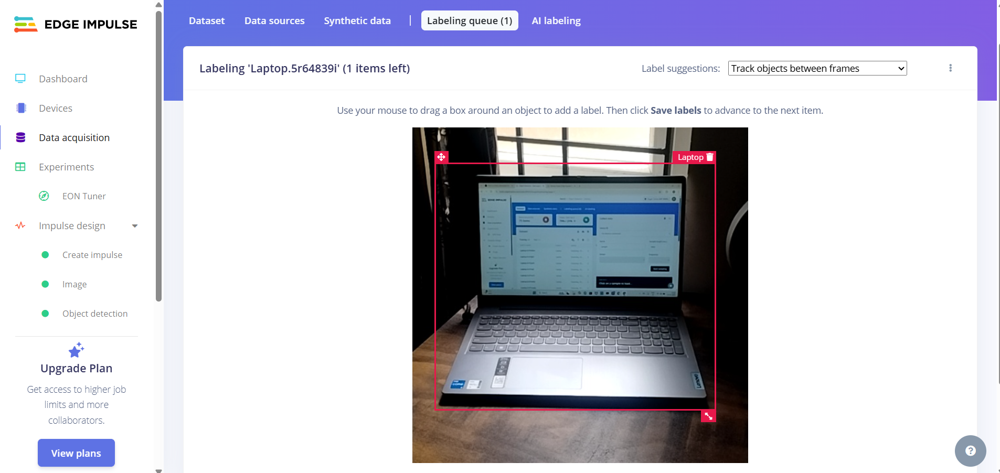 EDGE IMPULSE
Dashboard
Devices
Data acquisition
Experiments
EON Tuner
Impulse design
Create impulse
Image
Object detection
Upgrade Plan
Get access to higher job
limits and more
collaborators.
View plans
Dataset
Data sources
Synthetic data
Labeling queue (1)
AI labeling
Labeling 'Laptop.5r64839i' (1 items left)
Label suggestions:
Track objects between frames
Use your mouse to drag a box around an object to add a label. Then click Save labels to advance to the next item.
Laptop
EDGE IMPULSE
Lenovo
?